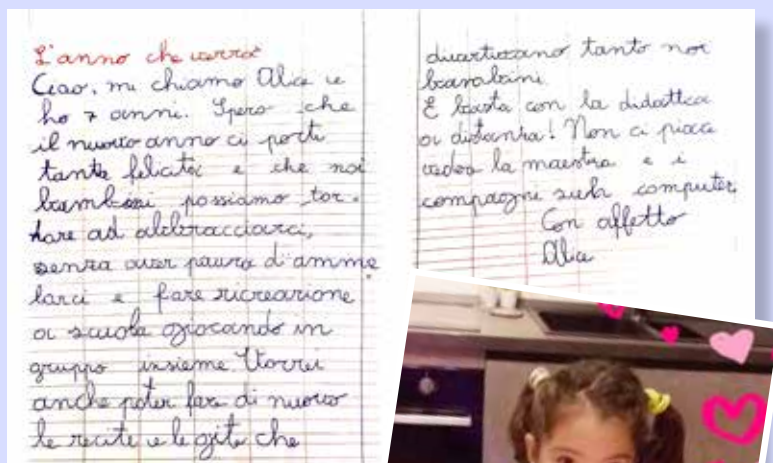 L'anno che verrà
Ciao, mi chiamo Alice e
ho 7 anni. Spero che
il nuovo anno ci porti
tanta felicità e che noi
bambini possiamo tor-
nare ad abbracciarci,
senza aver paura d'amma
larci e fare ricreazione
a scuola giocando in
gruppo insieme Vorrei
anche poter fare di nuovo
le recite e le gite che
divertivano tanto noi
bambini.
E basta con la didattica
a distanza! Non ci piace
veder la maestra e i
compagni sul computer
Con affetto
Alice